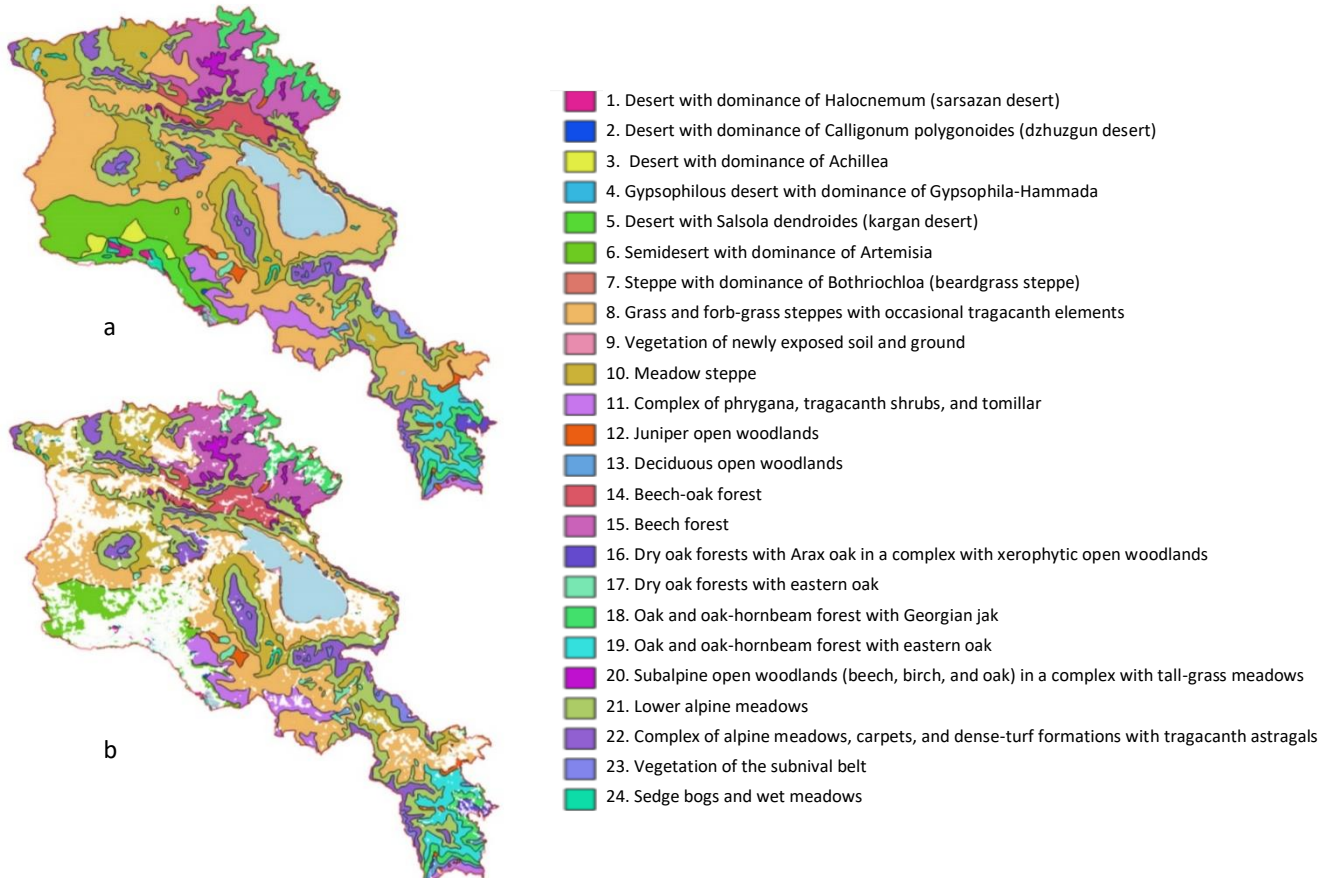 a
b
1. Desert with dominance of Halocnemum (sarsazan desert)
2. Desert with dominance of Calligonum polygonoides (dzhuzgun desert)
3. Desert with dominance of Achillea
4. Gypsophilous desert with dominance of Gypsophila-Hammada
5. Desert with Salsola dendroides (kargan desert)
6. Semidesert with dominance of Artemisia
7. Steppe with dominance of Bothriochloa (beardgrass steppe)
8. Grass and forb-grass steppes with occasional tragacanth elements
9. Vegetation of newly exposed soil and ground
10. Meadow steppe
11. Complex of phrygana, tragacanth shrubs, and tomillar
12. Juniper open woodlands
13. Deciduous open woodlands
14. Beech-oak forest
15. Beech forest
16. Dry oak forests with Arax oak in a complex with xerophytic open woodlands
17. Dry oak forests with eastern oak
18. Oak and oak-hornbeam forest with Georgian jak
19. Oak and oak-hornbeam forest with eastern oak
20. Subalpine open woodlands (beech, birch, and oak) in a complex with tall-grass meadows
21. Lower alpine meadows
22. Complex of alpine meadows, carpets, and dense-turf formations with tragacanth astragals
23. Vegetation of the subnival belt
24. Sedge bogs and wet meadows